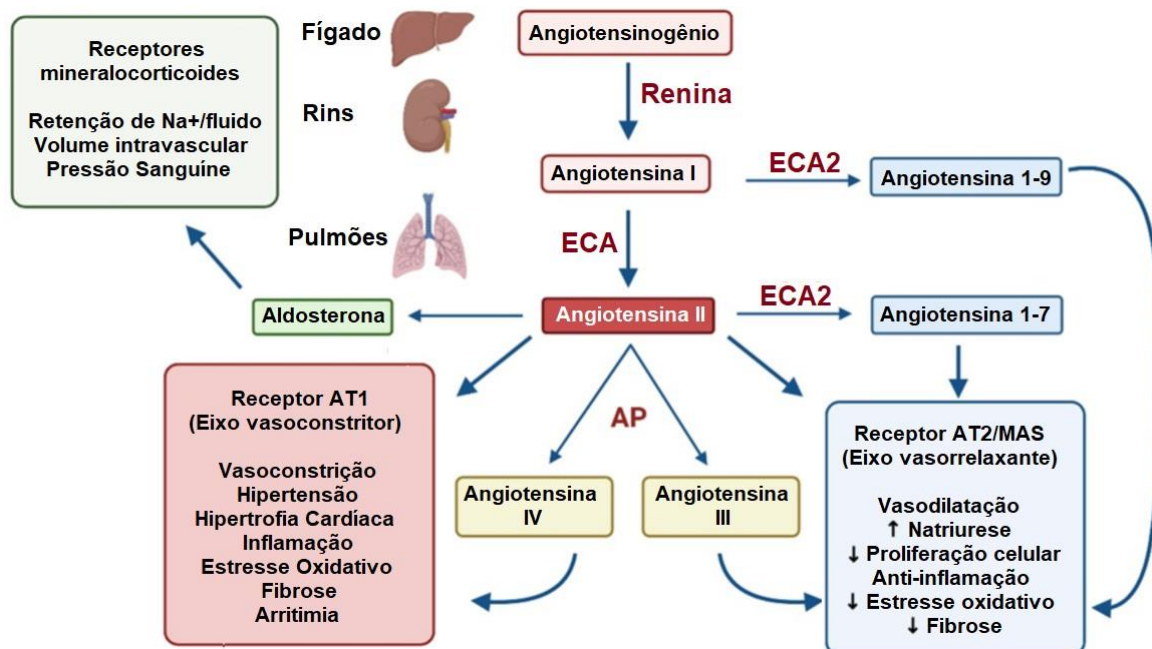 Receptores
mineralocorticoides
Retenção de Na+/fluido
Volume intravascular
Pressão Sanguíne
Fígado
Rins
Pulmões
Angiotensinogênio
Renina
Angiotensina I
ECA2
Angiotensina 1-9
ECA
Aldosterona
Angiotensina II
ECA2
Angiotensina 1-7
Receptor AT1
(Eixo vasoconstritor)
Vasoconstrição
Hipertensão
Hipertrofia Cardíaca
Inflamação
Estresse Oxidativo
Fibrose
Arritimia
AP
Angiotensina
IV
Angiotensina
III
Receptor AT2/MAS
(Eixo vasorrelaxante)
Vasodilatação
↑ Natriurese
↓ Proliferação celular
Anti-inflamação
↓ Estresse oxidativo
↓ Fibrose